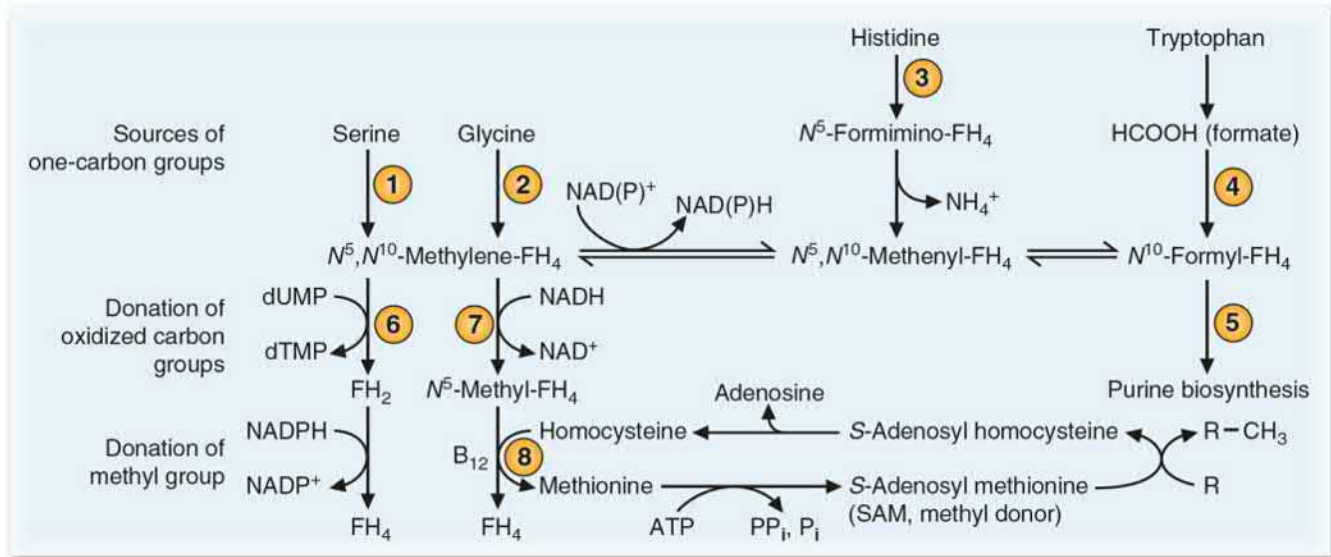 Histidine
Tryptophan
3
Sources of
one-carbon groups
Serine
Glycine
N⁵-Formimino-FH₄
HCOOH (formate)
1
2
NAD(P)⁺
NAD(P)H
NH₄⁺
4
N⁵,N¹⁰-Methylene-FH₄
N⁵,N¹⁰-Methenyl-FH₄
N¹⁰-Formyl-FH₄
Donation of
oxidized carbon
groups
dUMP
6
dTMP
7
NADH
NAD⁺
5
FH₂
N⁵-Methyl-FH₄
Adenosine
Purine biosynthesis
Donation of
methyl group
NADPH
NADP⁺
B₁₂
8
Homocysteine
S-Adenosyl homocysteine
R–CH₃
Methionine
S-Adenosyl methionine
(SAM, methyl donor)
R
FH₄
FH₄
ATP
PPᵢ, Pᵢ